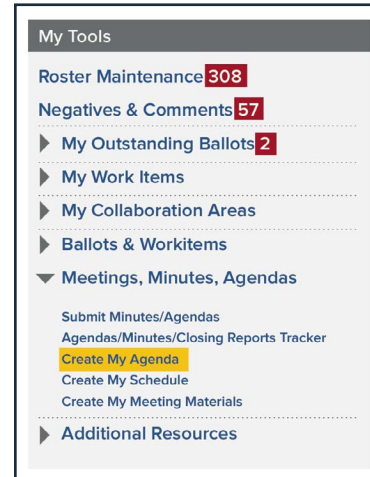 My Tools
Roster Maintenance 308
Negatives & Comments 57
My Outstanding Ballots 2
My Work Items
My Collaboration Areas
Ballots & Workitems
Meetings, Minutes, Agendas
Submit Minutes/Agendas
Agendas/Minutes/Closing Reports Tracker
Create My Agenda
Create My Schedule
Create My Meeting Materials
Additional Resources